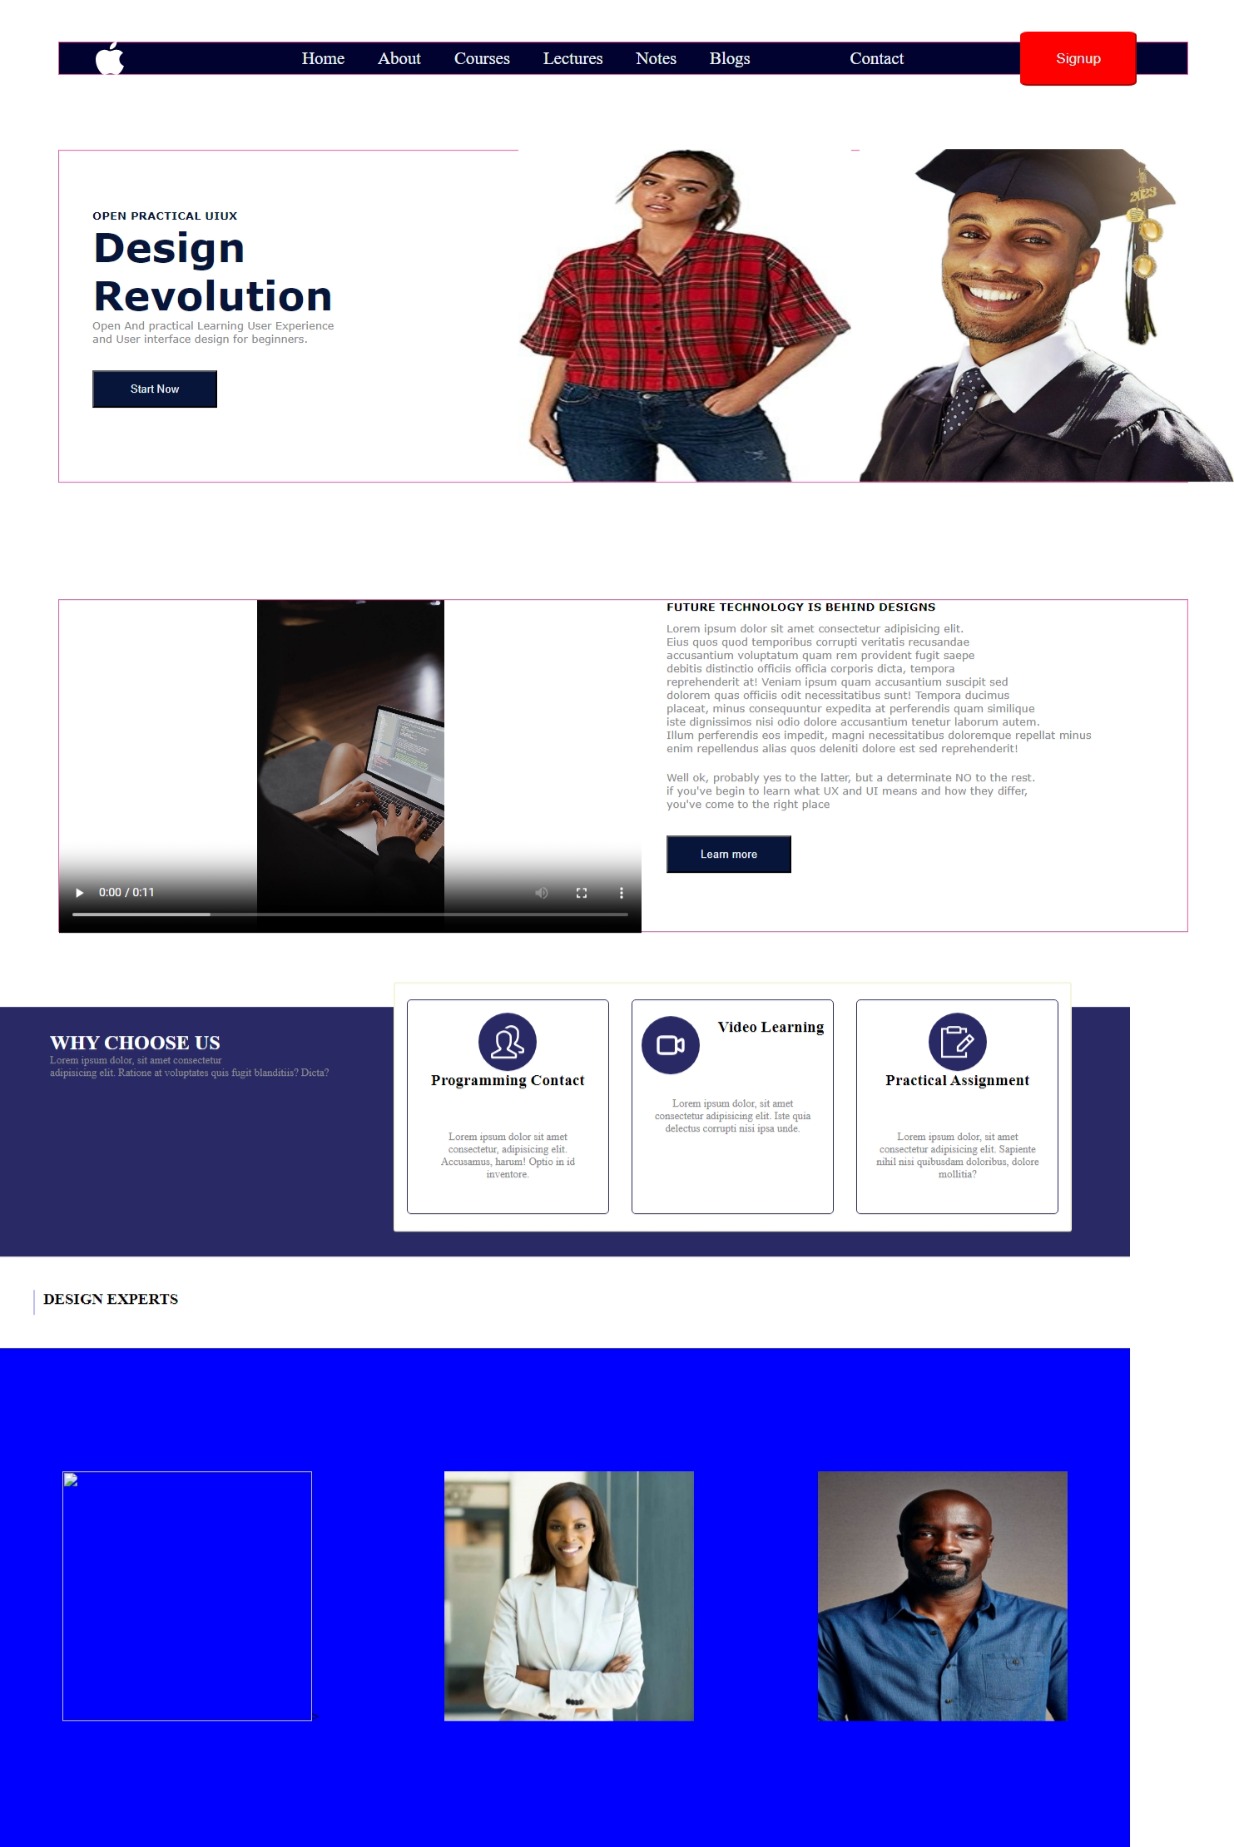 Home About Courses Lectures Notes Blogs Contact Signup
OPEN PRACTICAL UIUX
Design
Revolution
Open And practical Learning User Experience
and User interface design for beginners.
Start Now
2023
FUTURE TECHNOLOGY IS BEHIND DESIGNS
Lorem ipsum dolor sit amet consectetur adipisicing elit.
Eius quos quod temporibus corrupti veritatis recusandae
accusantium voluptatum quam rem provident fugit saepe
debitis distinctio officiis officia corporis dicta, tempora
reprehenderit at! Veniam ipsum quam accusantium suscipit sed
dolorem quas officiis odit necessitatibus sunt! Tempora ducimus
placeat, minus consequuntur expedita at perferendis quam similique
iste dignissimos nisi odio dolore accusantium tenetur laborum autem.
Illum perferendis eos impedit, magni necessitatibus doloremque repellat minus
enim repellendus alias quos deleniti dolore est sed reprehenderit!
Well ok, probably yes to the latter, but a determinate NO to the rest.
if you've begin to learn what UX and UI means and how they differ,
you've come to the right place
Learn more
0:00 / 0:11
WHY CHOOSE US
Lorem ipsum dolor, sit amet consectetur
adipisicing elit. Ratione at voluptates quis fugit blanditiis? Dicta?
Programming Contact
Lorem ipsum dolor sit amet
consectetur, adipisicing elit.
Accusamus, harum! Optio in id
inventore.
Video Learning
Lorem ipsum dolor, sit amet
consectetur adipisicing elit. Iste quia
delectus corrupti nisi ipsa unde.
Practical Assignment
Lorem ipsum dolor, sit amet
consectetur adipisicing elit. Sapiente
nihil nisi quibusdam doloribus, dolore
mollitia?
DESIGN EXPERTS